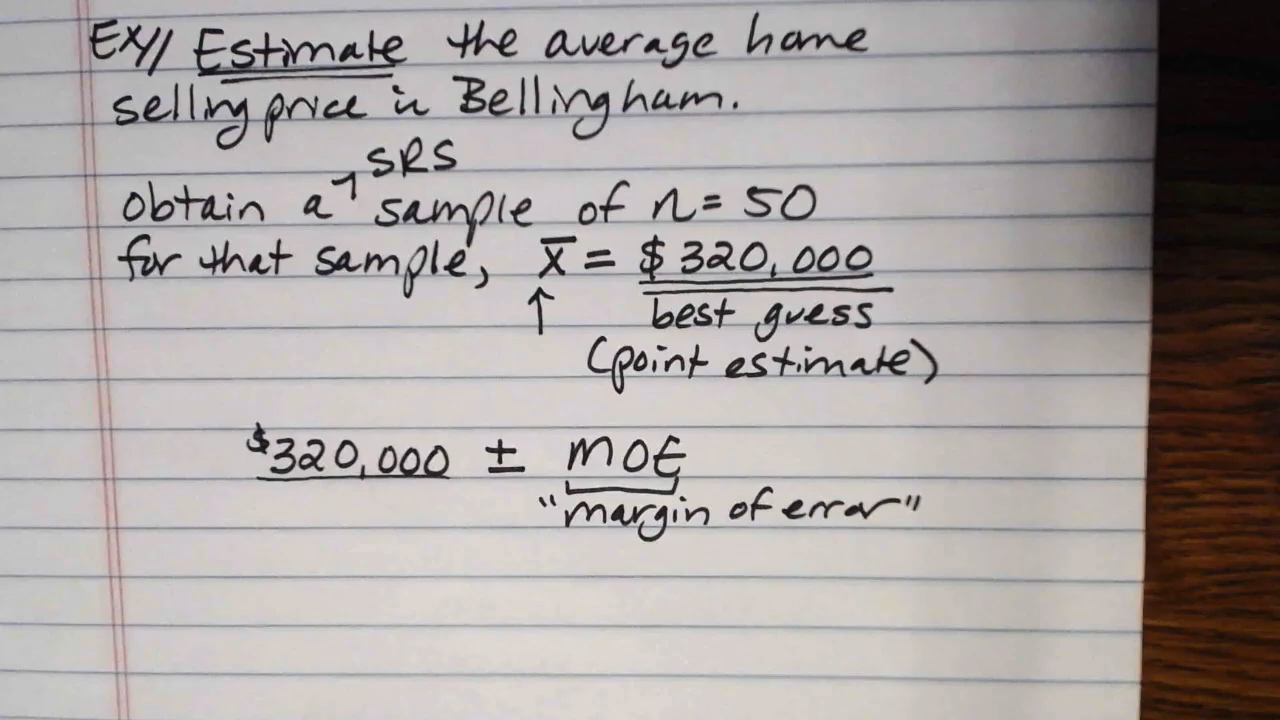 EX// Estimate the average home
selling price in Bellingham.
SRS
obtain a sample of n = 50
for that sample, x̄ = $320,000
↑ best guess
(point estimate)
$320,000 ± MOE
"margin of error"